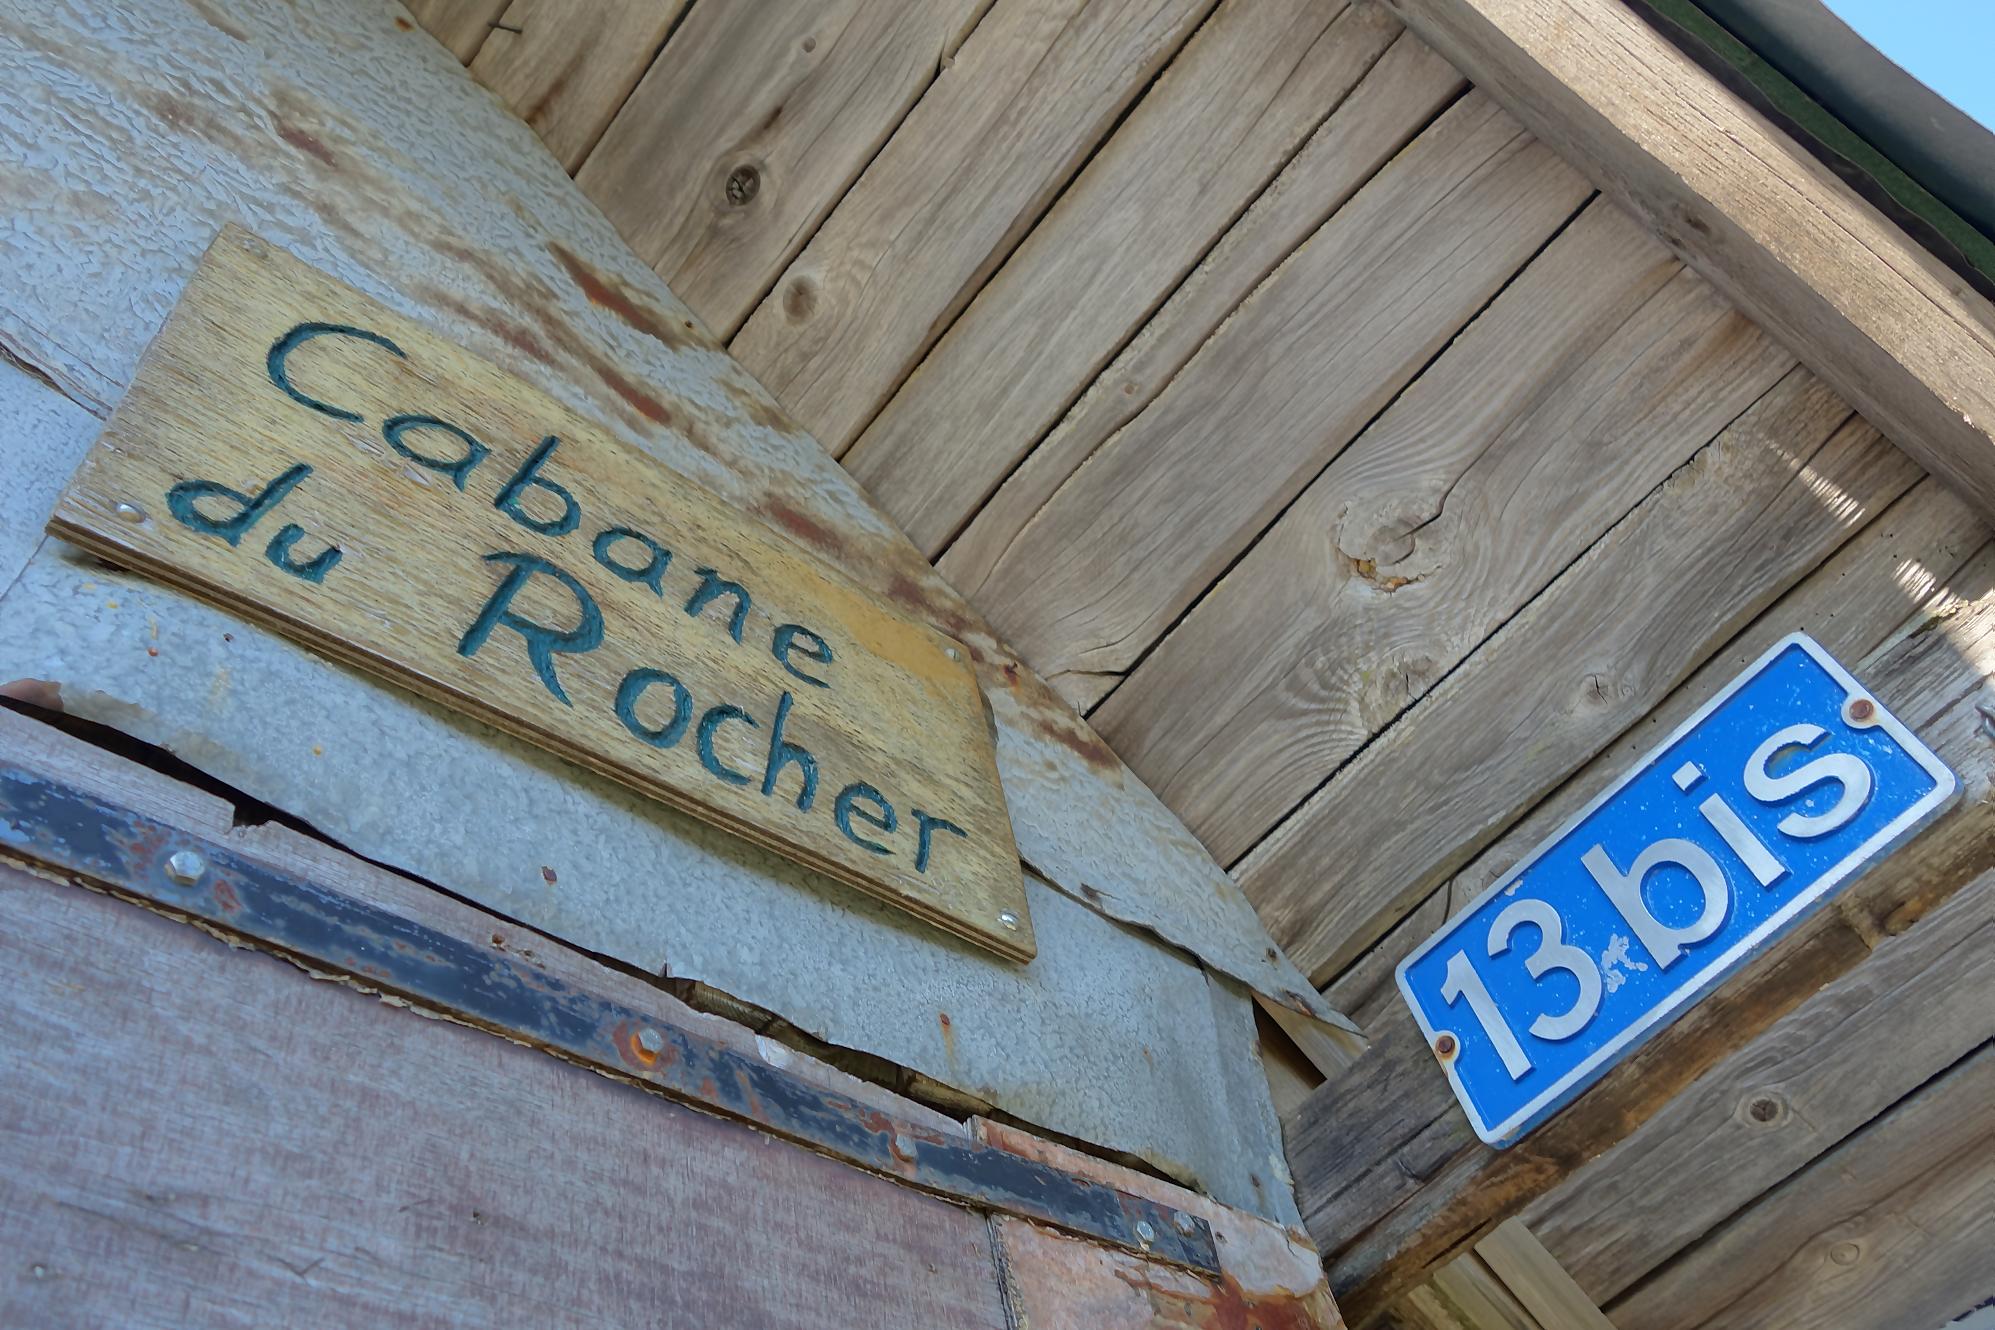 Cabane
du Rocher
13 bis